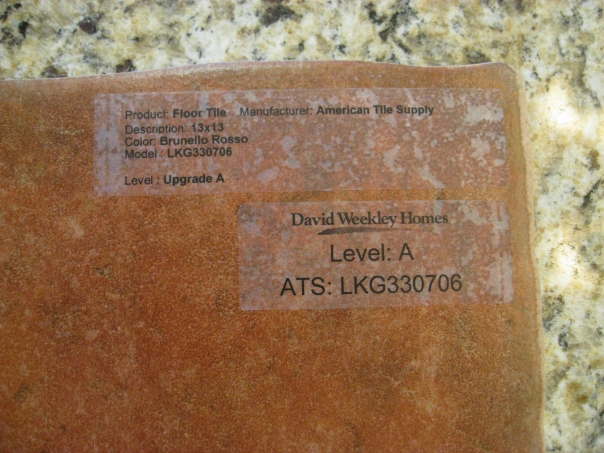 Product: Floor Tile Manufacturer: American Tile Supply
Description: 13x13
Color: Brunello Rosso
Model : LKG330706
Level : Upgrade A
David Weekley Homes
Level: A
ATS: LKG330706